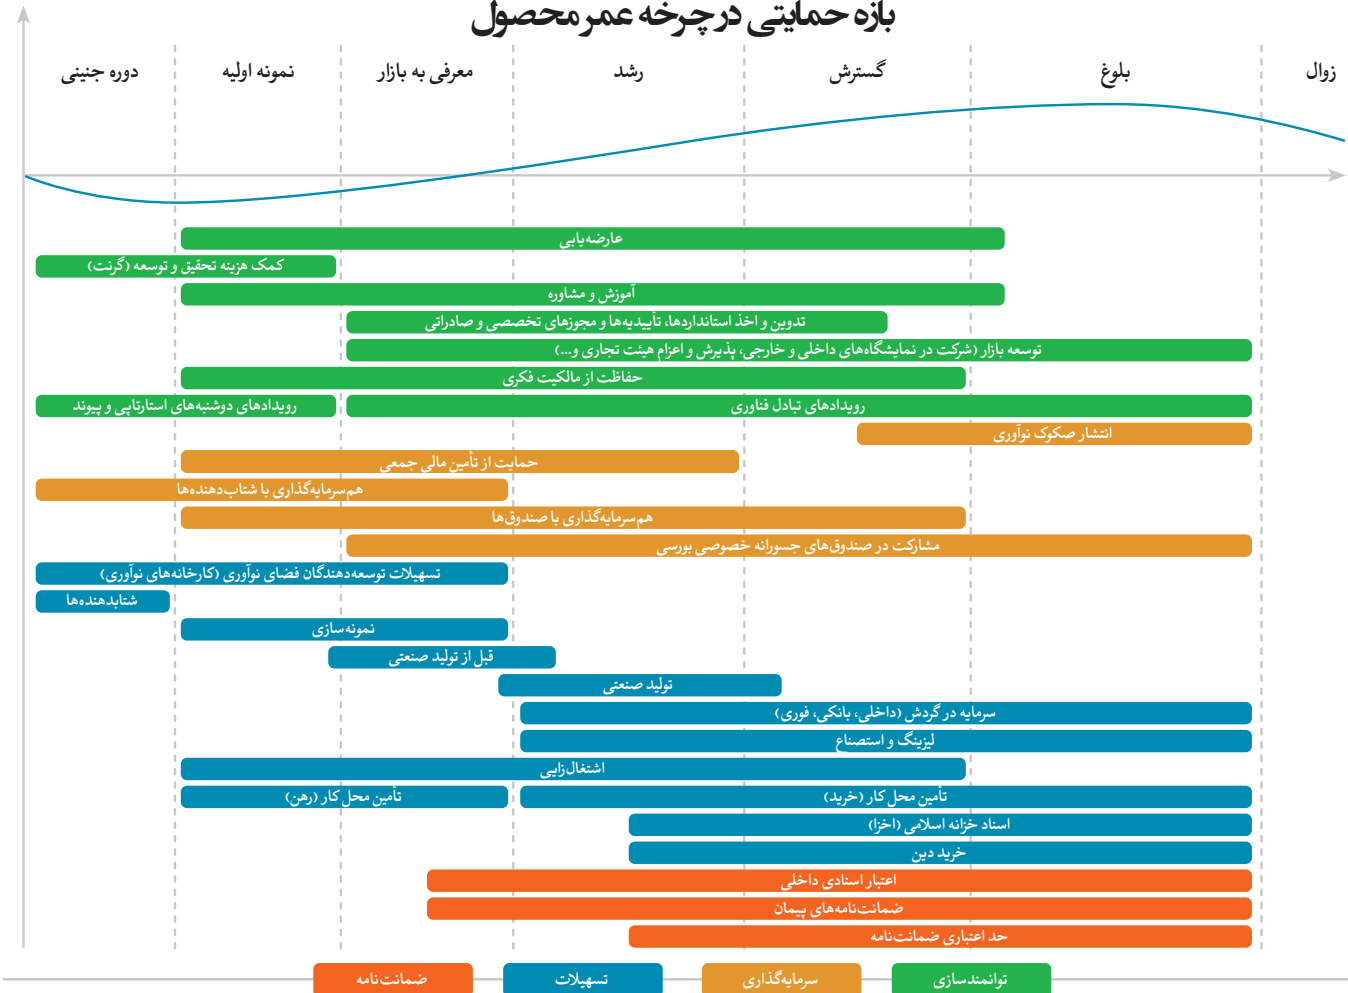 بازه حمایتی در چرخه عمر محصول
دوره جنینی
نمونه اولیه
معرفی به بازار
رشد
گسترش
بلوغ
زوال
عارضه‌یابی
کمک هزینه تحقیق و توسعه (گرنت)
آموزش و مشاوره
تدوین و اخذ استانداردها، تأییدیه‌ها و مجوزهای تخصصی و صادراتی
توسعه بازار (شرکت در نمایشگاه‌های داخلی و خارجی، پذیرش و اعزام هیئت تجاری و...)
حفاظت از مالکیت فکری
رویدادهای دوشنبه‌های استارتاپی و پیوند
رویدادهای تبادل فناوری
انتشار صکوک نوآوری
حمایت از تأمین مالی جمعی
هم‌سرمایه‌گذاری با شتاب‌دهنده‌ها
هم‌سرمایه‌گذاری با صندوق‌ها
مشارکت در صندوق‌های جسورانه خصوصی بورسی
تسهیلات توسعه‌دهندگان فضای نوآوری (کارخانه‌های نوآوری)
شتابدهنده‌ها
نمونه‌سازی
قبل از تولید صنعتی
تولید صنعتی
سرمایه در گردش (داخلی، بانکی، فوری)
لیزینگ و استصناع
اشتغال‌زایی
تأمین محل کار (رهن)
تأمین محل کار (خرید)
اسناد خزانه اسلامی (اخزا)
خرید دین
اعتبار اسنادی داخلی
ضمانت‌نامه‌های پیمان
حد اعتباری ضمانت‌نامه
ضمانت‌نامه
تسهیلات
سرمایه‌گذاری
توانمندسازی